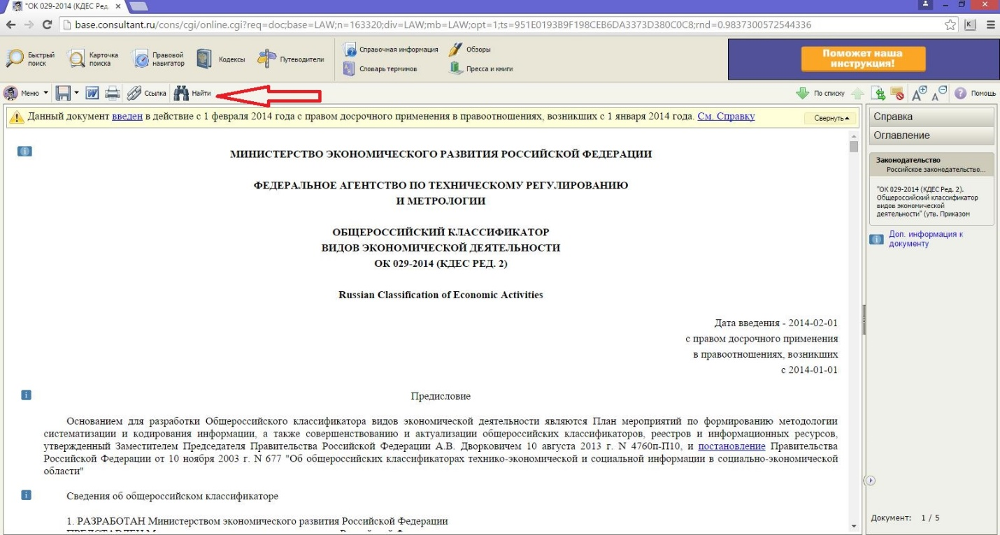 "ОК 029-2014 (КДЕС Ред.
base.consultant.ru/cons/cgi/online.cgi?req=doc;base=LAW;n=163320;div=LAW;mb=LAW;opt=1;ts=951E0193B9F198CEB6DA3373D380C0C8;rnd=0.9837300572544336
Быстрый поиск
Карточка поиска
Правовой навигатор
Кодексы
Путеводители
Справочная информация
Обзоры
Словарь терминов
Пресса и книги
Поможет наша
инструкция!
Меню
Ссылка
Найти
По списку
Помощь
Данный документ введен в действие с 1 февраля 2014 года с правом досрочного применения в правоотношениях, возникших с 1 января 2014 года. См. Справку
Свернуть
МИНИСТЕРСТВО ЭКОНОМИЧЕСКОГО РАЗВИТИЯ РОССИЙСКОЙ ФЕДЕРАЦИИ
ФЕДЕРАЛЬНОЕ АГЕНТСТВО ПО ТЕХНИЧЕСКОМУ РЕГУЛИРОВАНИЮ
И МЕТРОЛОГИИ
ОБЩЕРОССИЙСКИЙ КЛАССИФИКАТОР
ВИДОВ ЭКОНОМИЧЕСКОЙ ДЕЯТЕЛЬНОСТИ
ОК 029-2014 (КДЕС РЕД. 2)
Russian Classification of Economic Activities
Дата введения - 2014-02-01
с правом досрочного применения
в правоотношениях, возникших
с 2014-01-01
Предисловие
Основанием для разработки Общероссийского классификатора видов экономической деятельности являются План мероприятий по формированию методологии
систематизации и кодирования информации, а также совершенствованию и актуализации общероссийских классификаторов, реестров и информационных ресурсов,
утвержденный Заместителем Председателя Правительства Российской Федерации А.В. Дворковичем 10 августа 2013 г. N 4760п-П10, и постановление Правительства
Российской Федерации от 10 ноября 2003 г. N 677 "Об общероссийских классификаторах технико-экономической и социальной информации в социально-экономической
области"
Сведения об общероссийском классификаторе
1. РАЗРАБОТАН Министерством экономического развития Российской Федерации
Справка
Оглавление
Законодательство
Российское законодательство...
"ОК 029-2014 (КДЕС Ред. 2).
Общероссийский классификатор
видов экономической
деятельности" (утв. Приказом
Доп. информация к
документу
Документ: 1 / 5